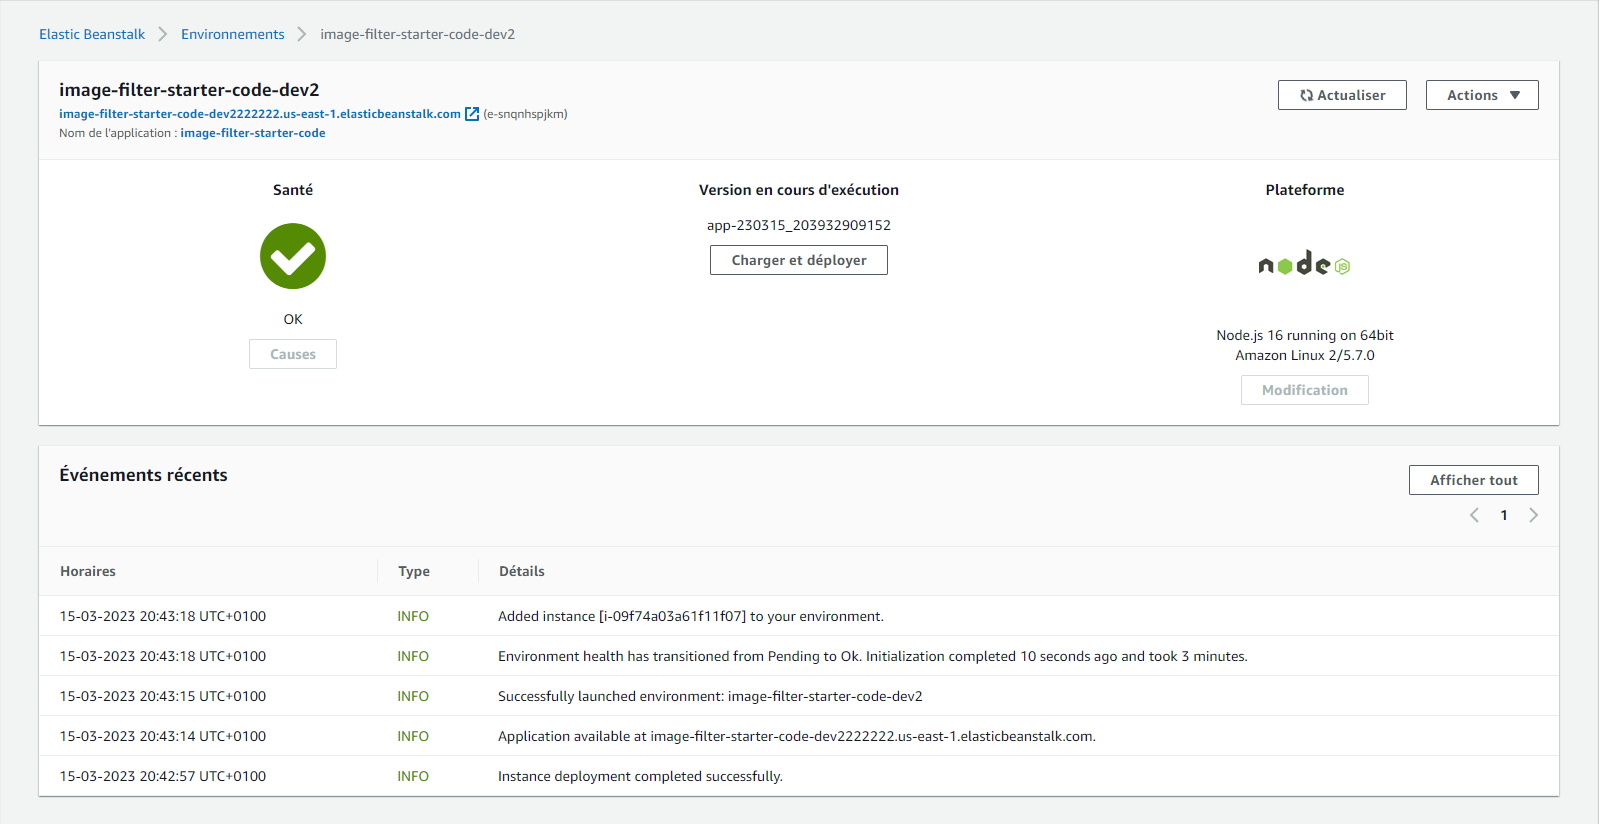 Elastic Beanstalk > Environnements > image-filter-starter-code-dev2
image-filter-starter-code-dev2
Actualiser
Actions ▼
image-filter-starter-code-dev2222222.us-east-1.elasticbeanstalk.com (e-snqnhspjkm)
Nom de l'application : image-filter-starter-code
Santé
OK
Causes
Version en cours d'exécution
app-230315_203932909152
Charger et déployer
Plateforme
node JS
Node.js 16 running on 64bit
Amazon Linux 2/5.7.0
Modification
Événements récents
Afficher tout
< 1 >
Horaires Type Détails
15-03-2023 20:43:18 UTC+0100 INFO Added instance [i-09f74a03a61f11f07] to your environment.
15-03-2023 20:43:18 UTC+0100 INFO Environment health has transitioned from Pending to Ok. Initialization completed 10 seconds ago and took 3 minutes.
15-03-2023 20:43:15 UTC+0100 INFO Successfully launched environment: image-filter-starter-code-dev2
15-03-2023 20:43:14 UTC+0100 INFO Application available at image-filter-starter-code-dev2222222.us-east-1.elasticbeanstalk.com.
15-03-2023 20:42:57 UTC+0100 INFO Instance deployment completed successfully.